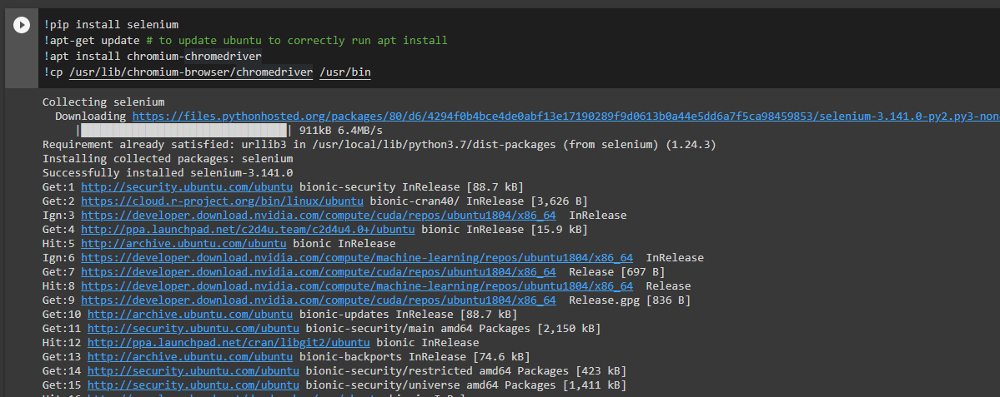 !pip install selenium
!apt-get update # to update ubuntu to correctly run apt install
!apt install chromium-chromedriver
!cp /usr/lib/chromium-browser/chromedriver /usr/bin
Collecting selenium
Downloading https://files.pythonhosted.org/packages/80/d6/4294f0b4bce4de0abf13e17190289f9d0613b0a44e5dd6a7f5ca98459853/selenium-3.141.0-py2.py3-non
| | 911kB 6.4MB/s
Requirement already satisfied: urllib3 in /usr/local/lib/python3.7/dist-packages (from selenium) (1.24.3)
Installing collected packages: selenium
Successfully installed selenium-3.141.0
Get:1 http://security.ubuntu.com/ubuntu bionic-security InRelease [88.7 kB]
Get:2 https://cloud.r-project.org/bin/linux/ubuntu bionic-cran40/ InRelease [3,626 B]
Ign:3 https://developer.download.nvidia.com/compute/cuda/repos/ubuntu1804/x86_64 InRelease
Get:4 http://ppa.launchpad.net/c2d4u.team/c2d4u4.0+/ubuntu bionic InRelease [15.9 kB]
Hit:5 http://archive.ubuntu.com/ubuntu bionic InRelease
Ign:6 https://developer.download.nvidia.com/compute/machine-learning/repos/ubuntu1804/x86_64 InRelease
Get:7 https://developer.download.nvidia.com/compute/cuda/repos/ubuntu1804/x86_64 Release [697 B]
Hit:8 https://developer.download.nvidia.com/compute/machine-learning/repos/ubuntu1804/x86_64 Release
Get:9 https://developer.download.nvidia.com/compute/cuda/repos/ubuntu1804/x86_64 Release.gpg [836 B]
Get:10 http://archive.ubuntu.com/ubuntu bionic-updates InRelease [88.7 kB]
Get:11 http://security.ubuntu.com/ubuntu bionic-security/main amd64 Packages [2,150 kB]
Hit:12 http://ppa.launchpad.net/cran/libgit2/ubuntu bionic InRelease
Get:13 http://archive.ubuntu.com/ubuntu bionic-backports InRelease [74.6 kB]
Get:14 http://security.ubuntu.com/ubuntu bionic-security/restricted amd64 Packages [423 kB]
Get:15 http://security.ubuntu.com/ubuntu bionic-security/universe amd64 Packages [1,411 kB]